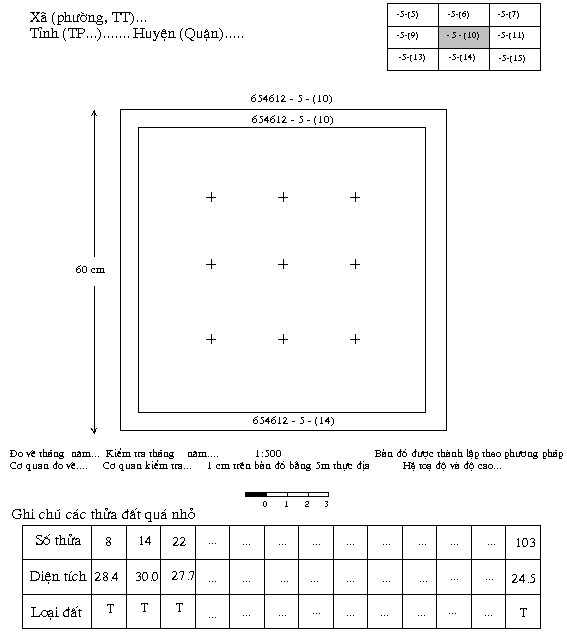 Xã (phường, TT)...
Tỉnh (TP...)....... Huyện (Quận).....
-5-(5) -5-(6) -5-(7)
-5-(9) - 5 - (10) -5-(11)
-5-(13) -5-(14) -5-(15)
654612 - 5 - (10)
654612 - 5 - (10)
60 cm
654612 - 5 - (14)
Đo vẽ tháng năm... Kiểm tra tháng năm.... 1:500 Bản đồ được thành lập theo phương pháp
Cơ quan đo vẽ.... Cơ quan kiểm tra... 1 cm trên bản đồ bằng 5m thực địa Hệ toạ độ và độ cao...
0 1 2 3
Ghi chú các thửa đất quá nhỏ
Số thửa 8 14 22 ... ... ... ... ... ... ... ... 103
Diện tích 28.4 30.0 27.7 ... ... ... ... ... ... ... ... 24.5
Loại đất T T T ... ... ... ... ... ... ... ... T